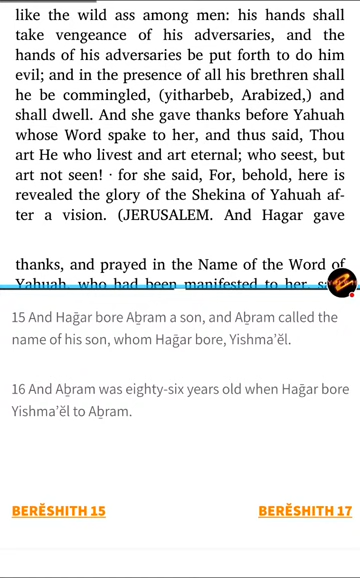 like the wild ass among men: his hands shall
take vengeance of his adversaries, and the
hands of his adversaries be put forth to do him
evil; and in the presence of all his brethren shall
he be commingled, (yitharbeb, Arabized,) and
shall dwell. And she gave thanks before Yahuah
whose Word spake to her, and thus said, Thou
art He who livest and art eternal; who seest, but
art not seen! · for she said, For, behold, here is
revealed the glory of the Shekina of Yahuah af-
ter a vision. (JERUSALEM. And Hagar gave
thanks, and prayed in the Name of the Word of
Yahuah, who had been manifested to her,
15 And Haḡar bore Aḇram a son, and Aḇram called the
name of his son, whom Haḡar bore, Yishma’ĕl.
16 And Aḇram was eighty-six years old when Haḡar bore
Yishma’ĕl to Aḇram.
BERĔSHITH 15
BERĔSHITH 17